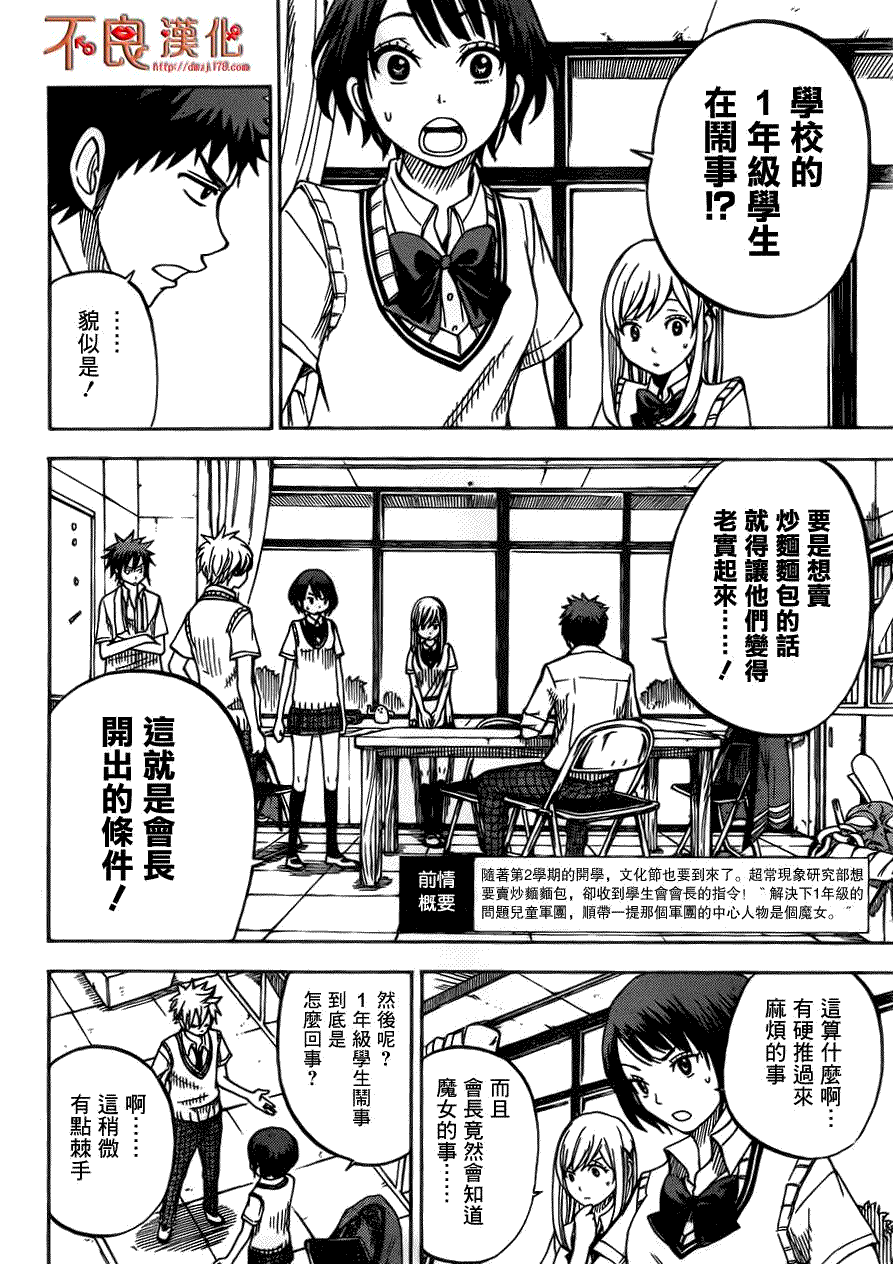 不良漢化
http://dmzj178.com
學校的
1年級學生
在鬧事!?
……
貌似是！
要是想賣
炒麵麵包的話
就得讓他們變得
老實起來……！
這就是會長
開出的條件！
前情
概要
隨著第2學期的開學，文化節也要到來了。超常現象研究部想
要賣炒麵麵包，卻收到學生會會長的指令！〝解決下1年級的
問題兒童軍團，順帶一提那個軍團的中心人物是個魔女。〞
這算什麼啊…
有硬推過來
麻煩的事
而且
會長竟然會知道
魔女的事……
然後呢？
1年級學生鬧事
到底是
怎麼回事？
啊……
這稍微
有點棘手